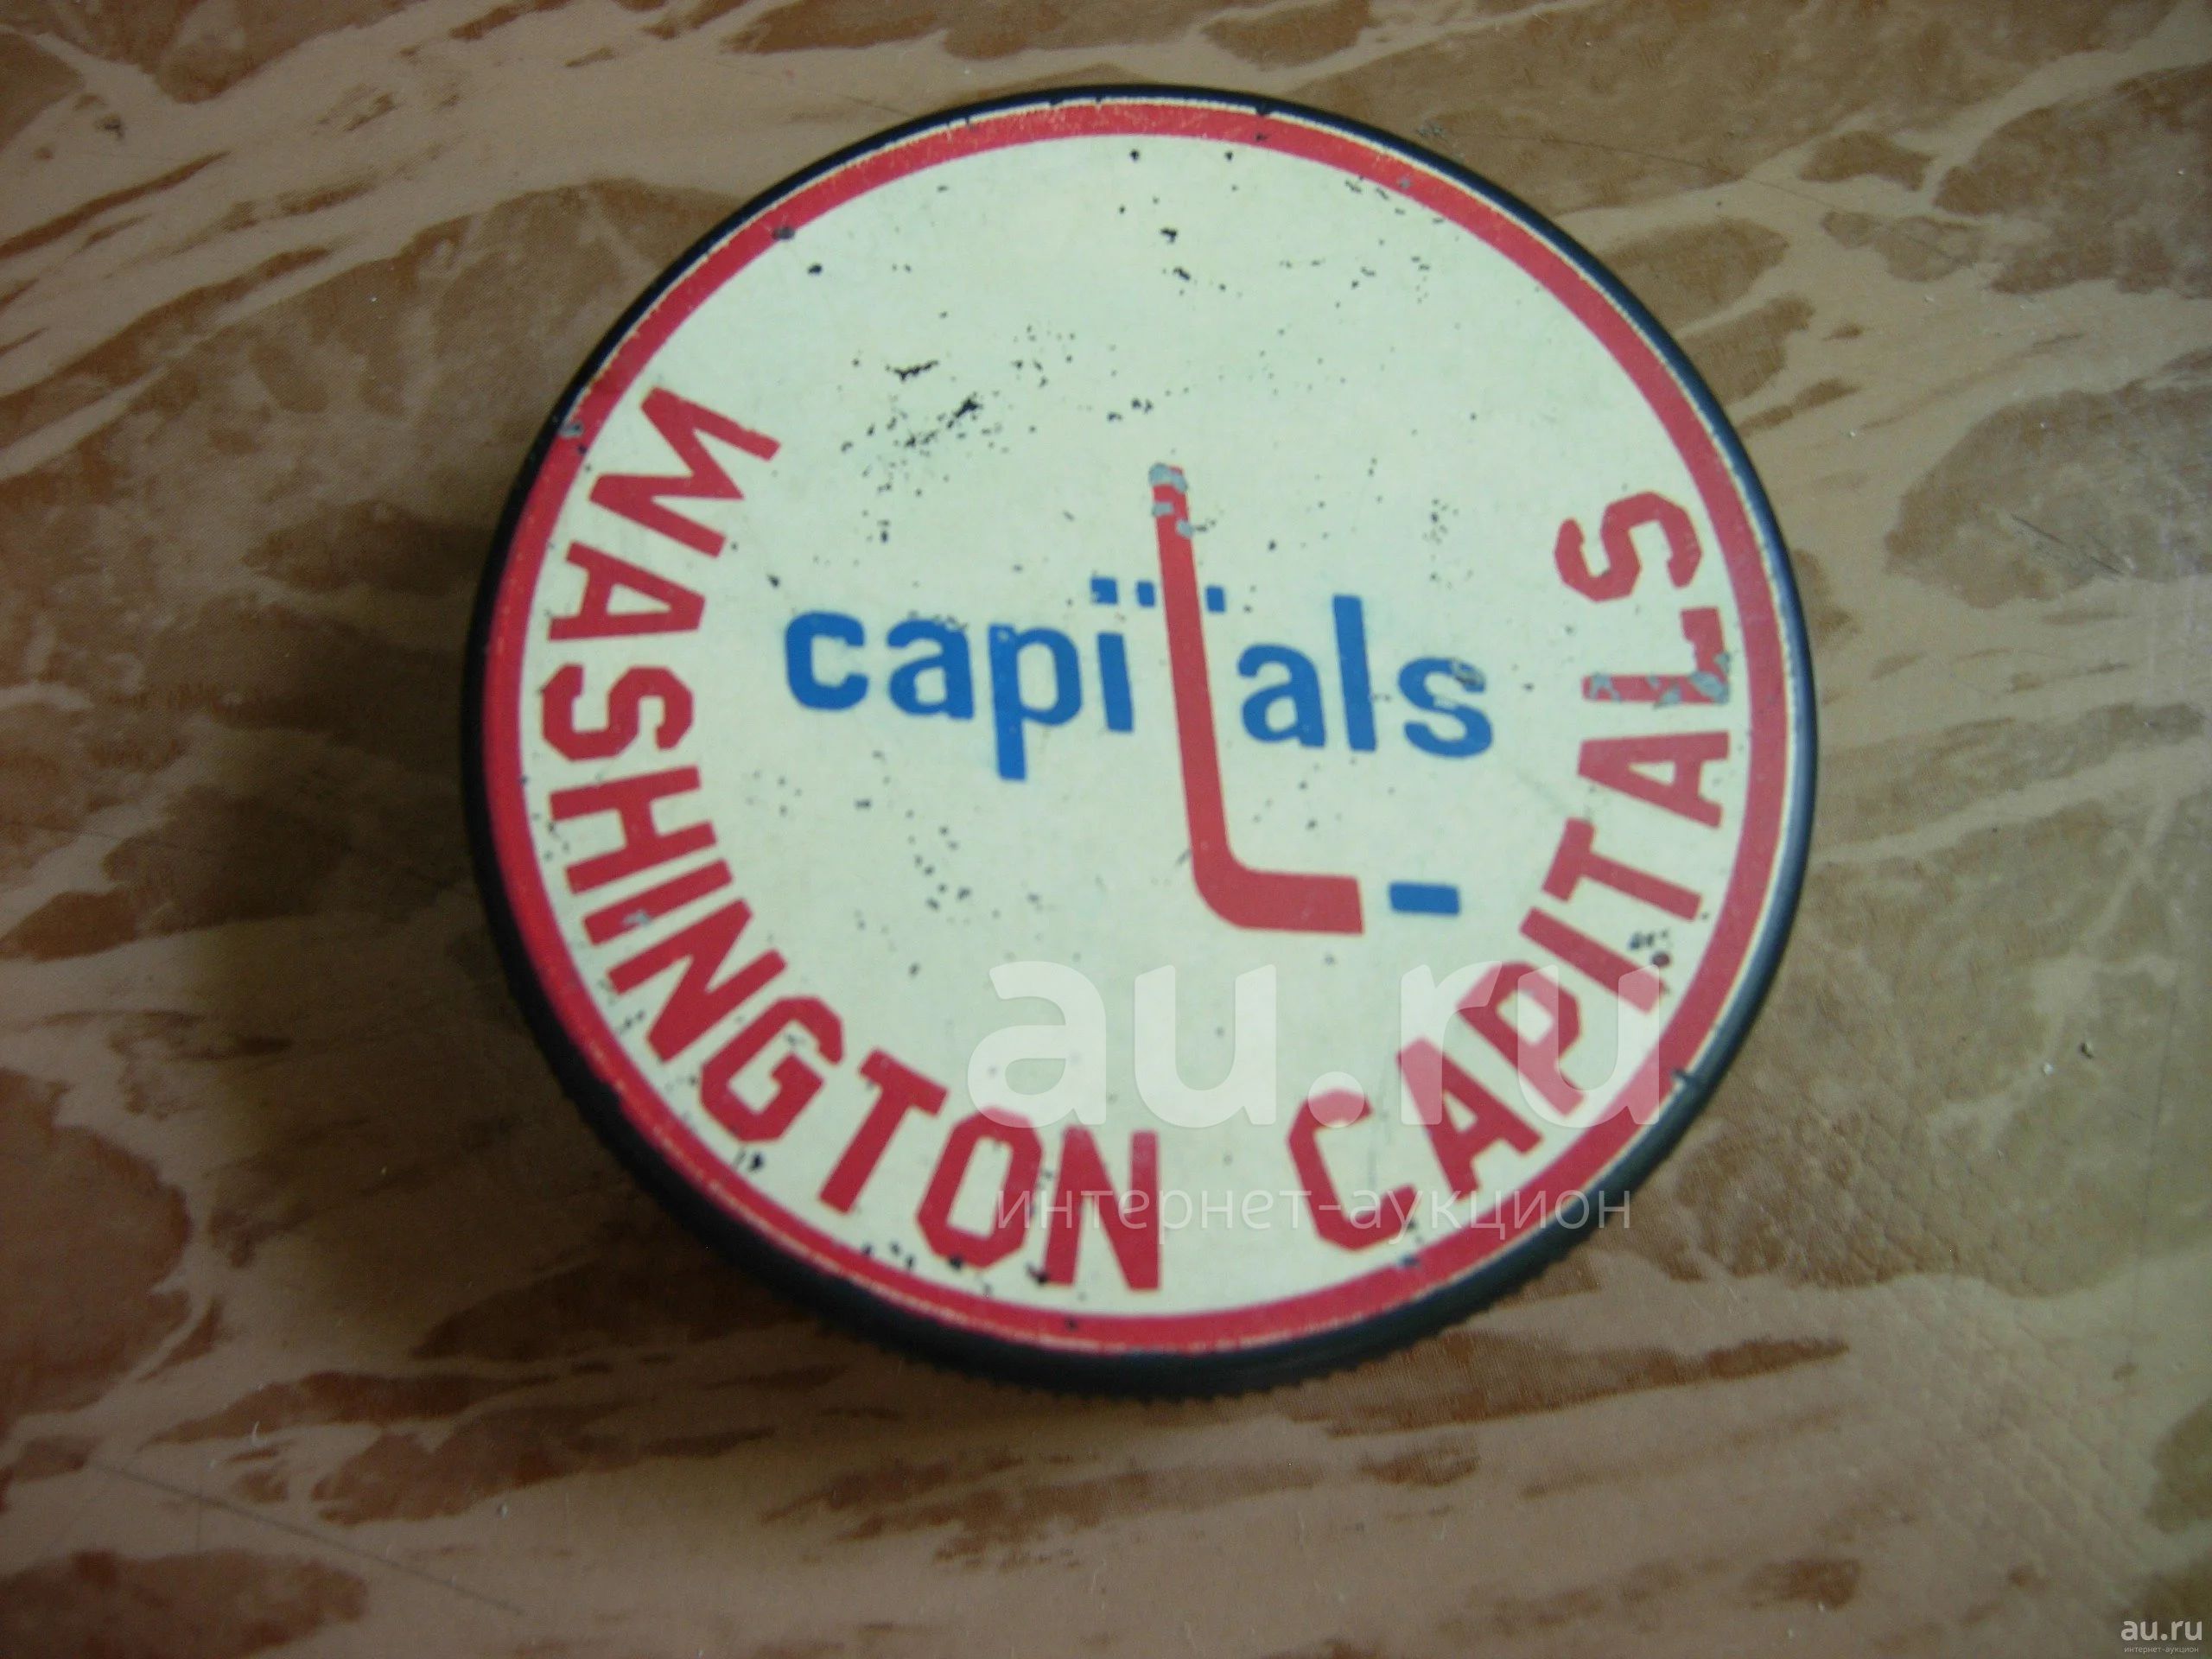 capitals
WASHINGTON CAPITALS
au.ru
интернет-аукцион
au.ru
интернет-аукцион